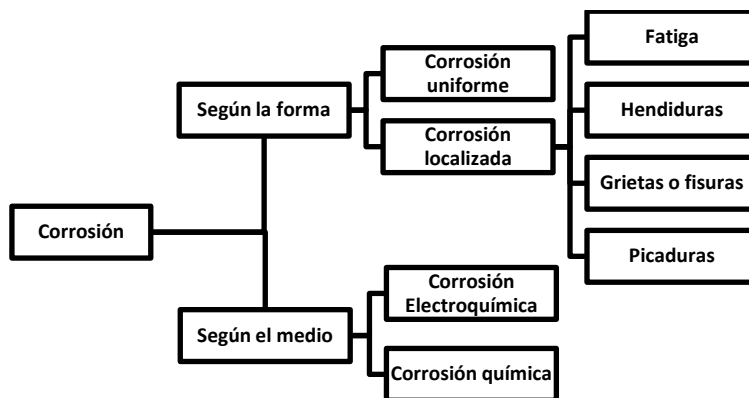 Fatiga
Corrosión
uniforme
Según la forma
Hendiduras
Corrosión
localizada
Grietas o fisuras
Corrosión
Picaduras
Corrosión
Electroquímica
Según el medio
Corrosión química